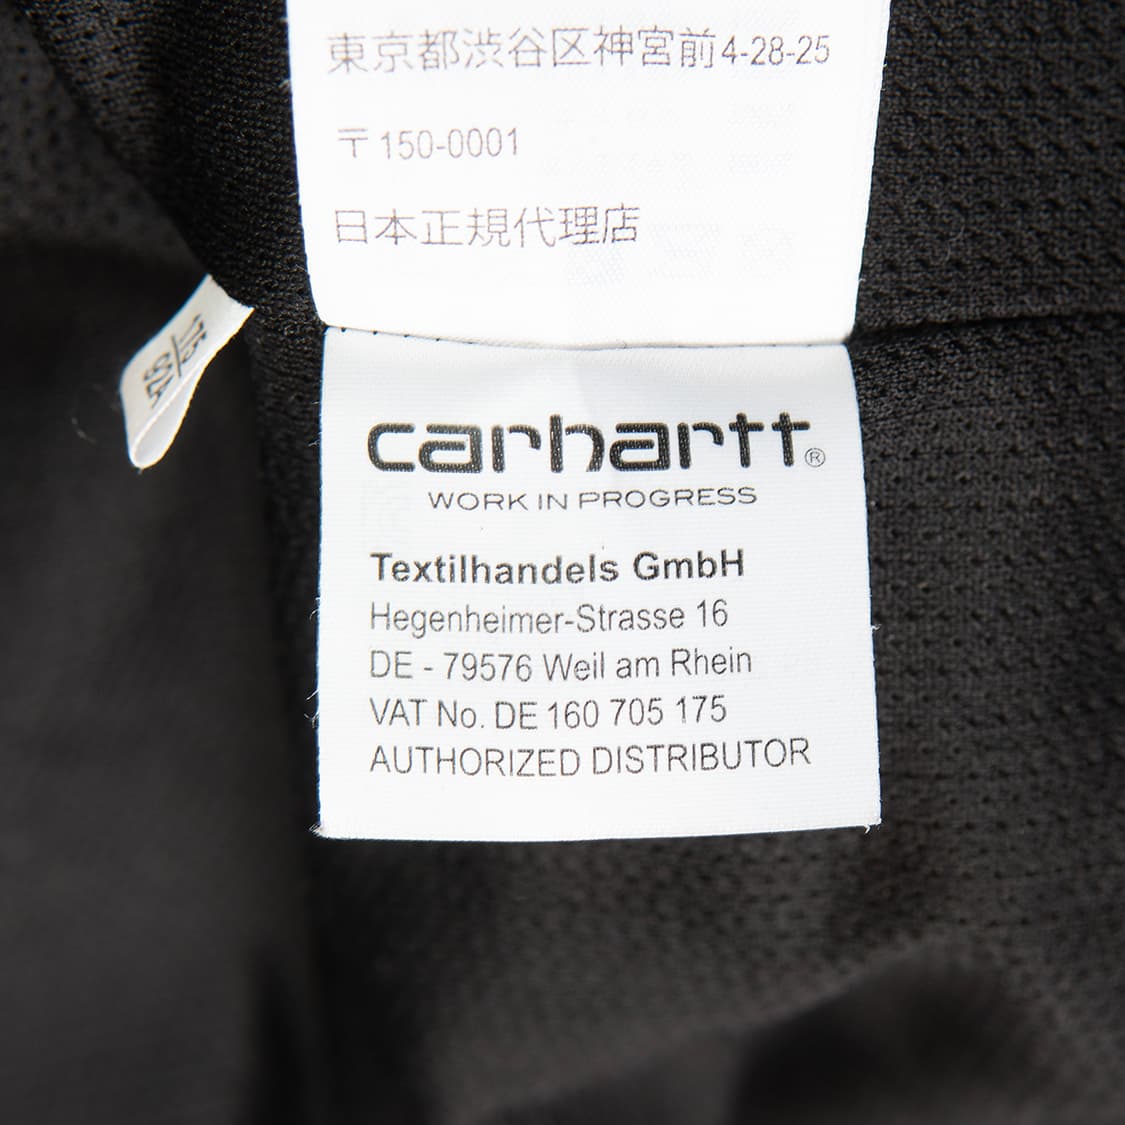 東京都渋谷区神宮前4-28-25
〒150-0001
日本正規代理店
carhartt®
WORK IN PROGRESS
Textilhandels GmbH
Hegenheimer-Strasse 16
DE - 79576 Weil am Rhein
VAT No. DE 160 705 175
AUTHORIZED DISTRIBUTOR
175